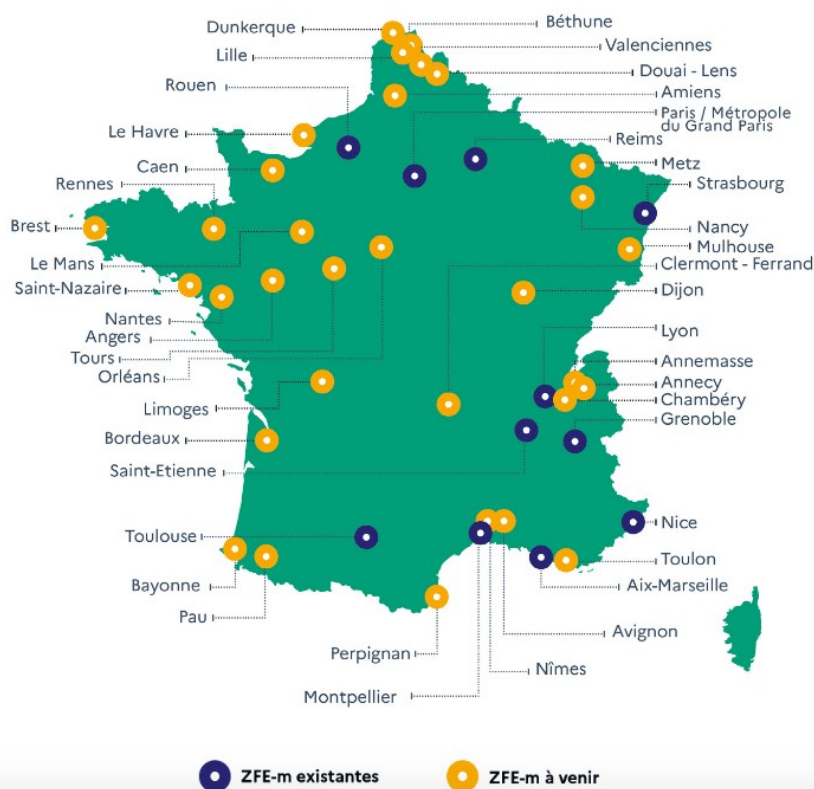 Dunkerque
Béthune
Lille
Valenciennes
Rouen
Douai - Lens
Amiens
Paris / Métropole
du Grand Paris
Le Havre
Reims
Caen
Metz
Rennes
Strasbourg
Brest
Nancy
Mulhouse
Le Mans
Clermont - Ferrand
Saint-Nazaire
Dijon
Nantes
Angers
Lyon
Tours
Annemasse
Orléans
Annecy
Chambéry
Limoges
Grenoble
Bordeaux
Saint-Etienne
Nice
Toulouse
Toulon
Bayonne
Aix-Marseille
Pau
Avignon
Perpignan
Nîmes
Montpellier
ZFE-m existantes
ZFE-m à venir